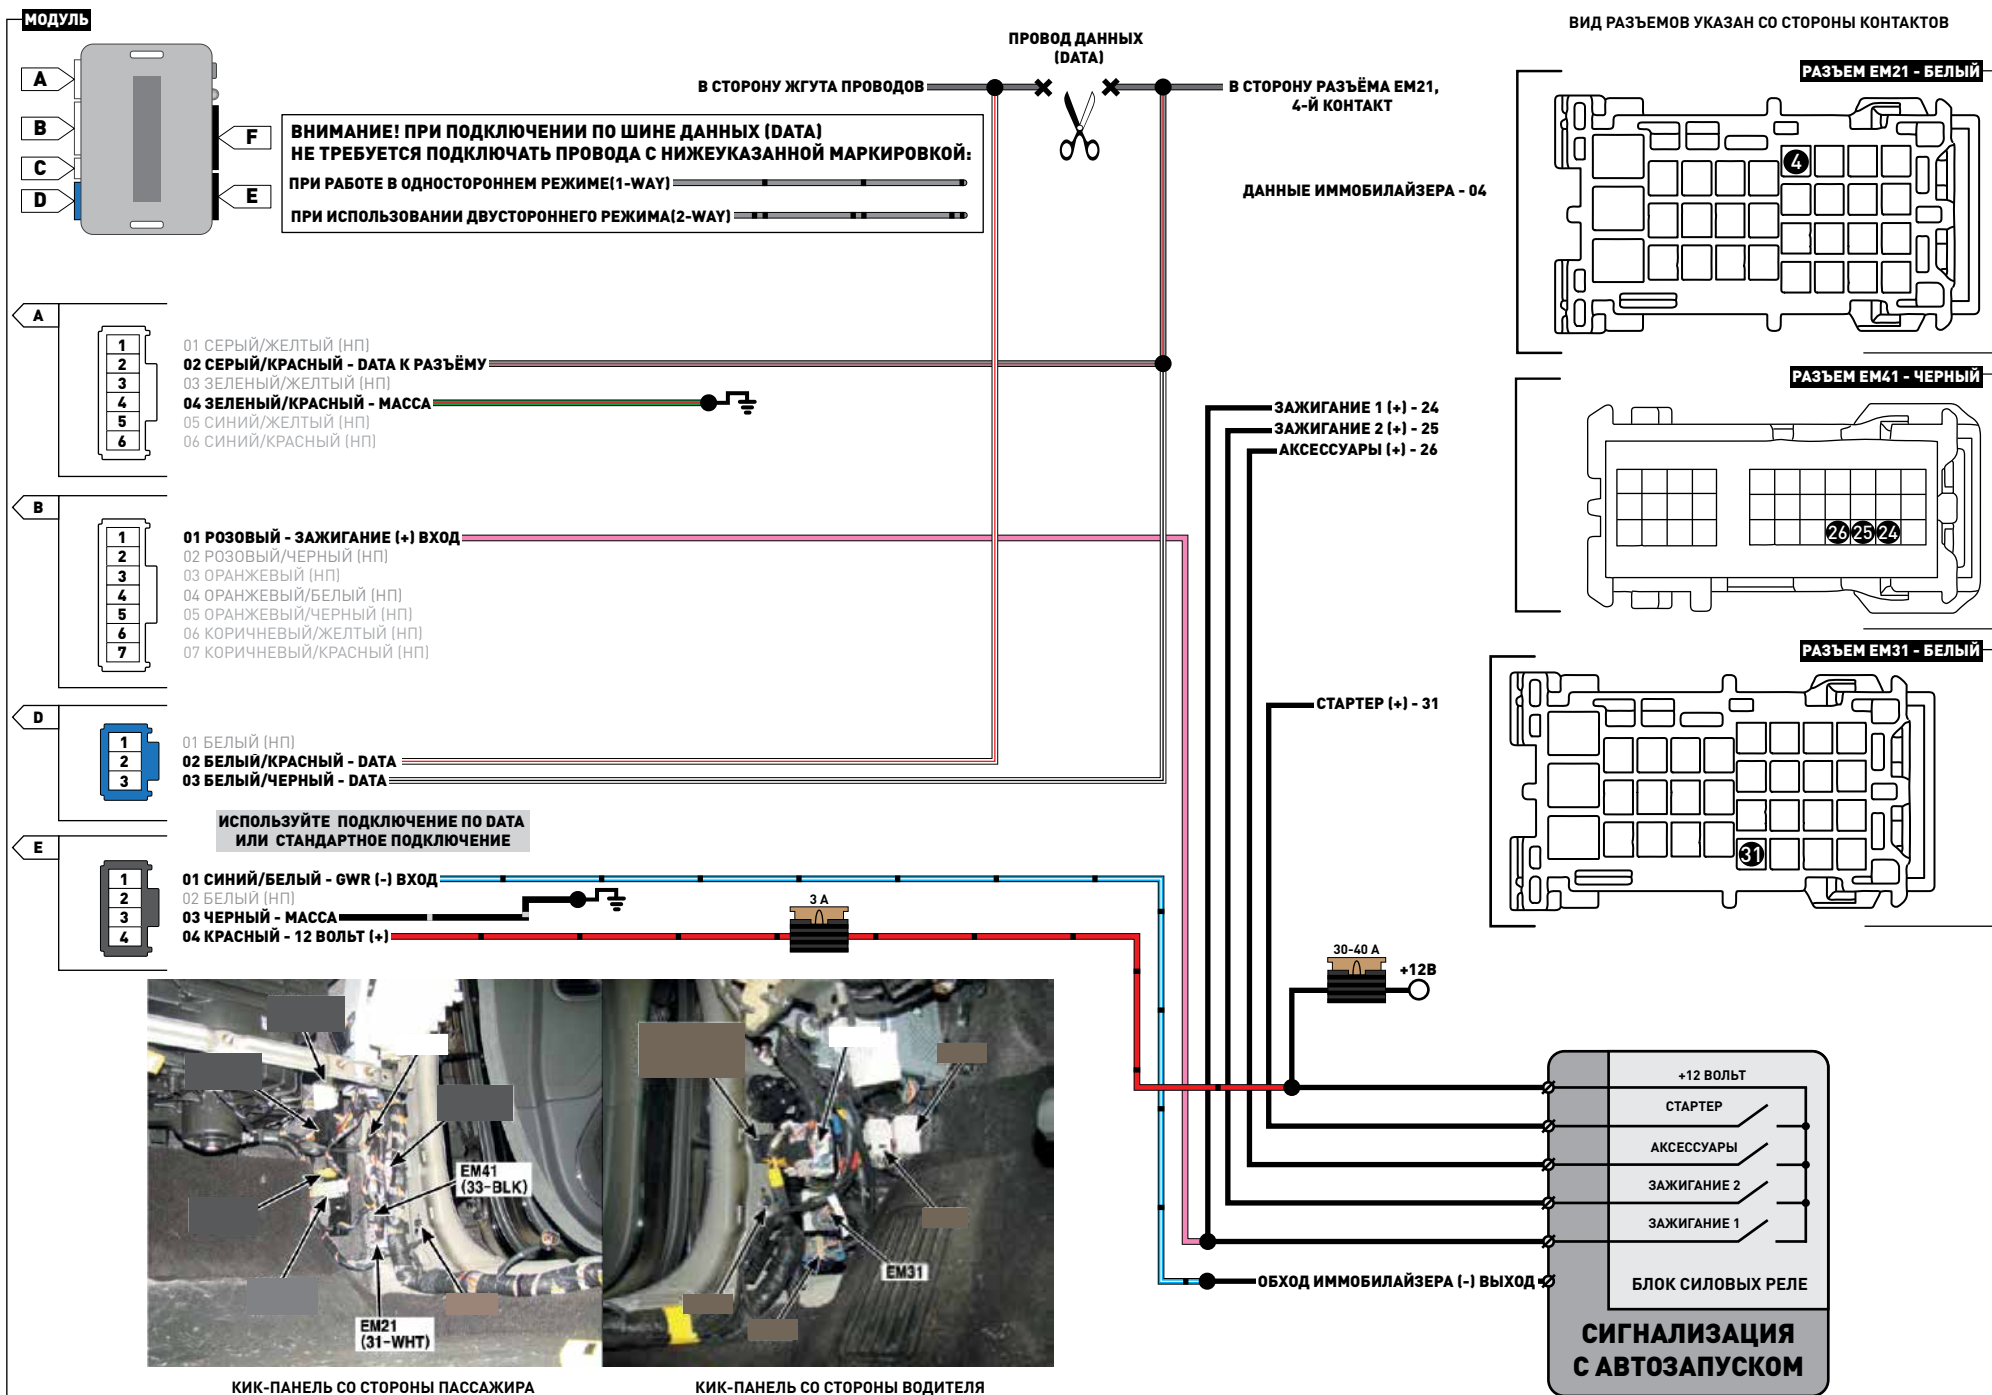 МОДУЛЬ
A
B
C
D
F
E
ПРОВОД ДАННЫХ
(DATA)
В СТОРОНУ ЖГУТА ПРОВОДОВ
В СТОРОНУ РАЗЪЁМА EM21,
4-Й КОНТАКТ
ВНИМАНИЕ! ПРИ ПОДКЛЮЧЕНИИ ПО ШИНЕ ДАННЫХ (DATA)
НЕ ТРЕБУЕТСЯ ПОДКЛЮЧАТЬ ПРОВОДА С НИЖЕУКАЗАННОЙ МАРКИРОВКОЙ:
ПРИ РАБОТЕ В ОДНОСТОРОННЕМ РЕЖИМЕ(1-WAY)
ПРИ ИСПОЛЬЗОВАНИИ ДВУСТОРОННЕГО РЕЖИМА(2-WAY)
ВИД РАЗЪЕМОВ УКАЗАН СО СТОРОНЫ КОНТАКТОВ
РАЗЪЕМ EM21 - БЕЛЫЙ
4
ДАННЫЕ ИММОБИЛАЙЗЕРА - 04
A
1
2
3
4
5
6
01 СЕРЫЙ/ЖЕЛТЫЙ (НП)
02 СЕРЫЙ/КРАСНЫЙ - DATA К РАЗЪЁМУ
03 ЗЕЛЕНЫЙ/ЖЕЛТЫЙ (НП)
04 ЗЕЛЕНЫЙ/КРАСНЫЙ - МАССА
05 СИНИЙ/ЖЕЛТЫЙ (НП)
06 СИНИЙ/КРАСНЫЙ (НП)
РАЗЪЕМ EM41 - ЧЕРНЫЙ
ЗАЖИГАНИЕ 1 (+) - 24
ЗАЖИГАНИЕ 2 (+) - 25
АКСЕССУАРЫ (+) - 26
26 25 24
B
1
2
3
4
5
6
7
01 РОЗОВЫЙ - ЗАЖИГАНИЕ (+) ВХОД
02 РОЗОВЫЙ/ЧЕРНЫЙ (НП)
03 ОРАНЖЕВЫЙ (НП)
04 ОРАНЖЕВЫЙ/БЕЛЫЙ (НП)
05 ОРАНЖЕВЫЙ/ЧЕРНЫЙ (НП)
06 КОРИЧНЕВЫЙ/ЖЕЛТЫЙ (НП)
07 КОРИЧНЕВЫЙ/КРАСНЫЙ (НП)
РАЗЪЕМ EM31 - БЕЛЫЙ
СТАРТЕР (+) - 31
31
D
1
2
3
01 БЕЛЫЙ (НП)
02 БЕЛЫЙ/КРАСНЫЙ - DATA
03 БЕЛЫЙ/ЧЕРНЫЙ - DATA
ИСПОЛЬЗУЙТЕ ПОДКЛЮЧЕНИЕ ПО DATA
ИЛИ СТАНДАРТНОЕ ПОДКЛЮЧЕНИЕ
E
1
2
3
4
01 СИНИЙ/БЕЛЫЙ - GWR (-) ВХОД
02 БЕЛЫЙ (НП)
03 ЧЕРНЫЙ - МАССА
04 КРАСНЫЙ - 12 ВОЛЬТ (+)
3 А
30-40 А
+12В
EM41
(33-BLK)
EM21
(31-WHT)
EM31
КИК-ПАНЕЛЬ СО СТОРОНЫ ПАССАЖИРА
КИК-ПАНЕЛЬ СО СТОРОНЫ ВОДИТЕЛЯ
+12 ВОЛЬТ
СТАРТЕР
АКСЕССУАРЫ
ЗАЖИГАНИЕ 2
ЗАЖИГАНИЕ 1
ОБХОД ИММОБИЛАЙЗЕРА (-) ВЫХОД
БЛОК СИЛОВЫХ РЕЛЕ
СИГНАЛИЗАЦИЯ
С АВТОЗАПУСКОМ